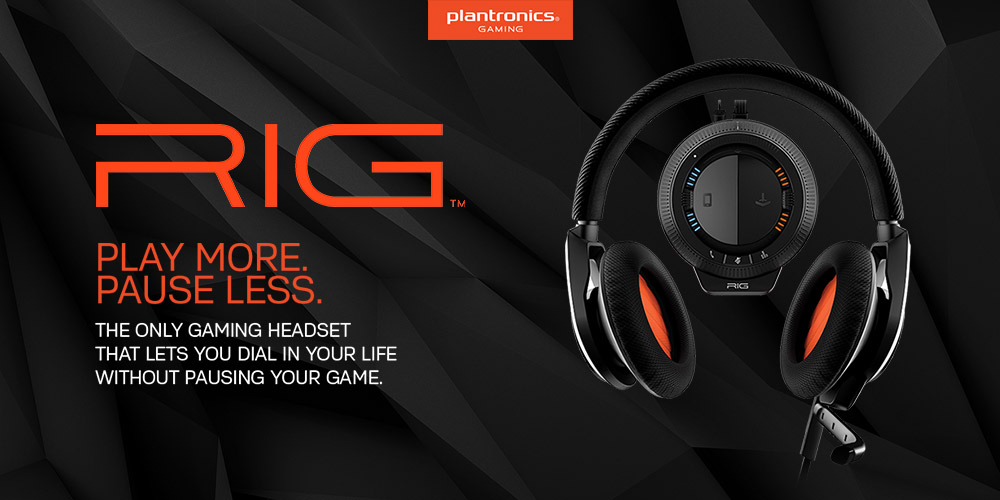 plantronics®
GAMING
RIG™
PLAY MORE.
PAUSE LESS.
THE ONLY GAMING HEADSET
THAT LETS YOU DIAL IN YOUR LIFE
WITHOUT PAUSING YOUR GAME.
RIG